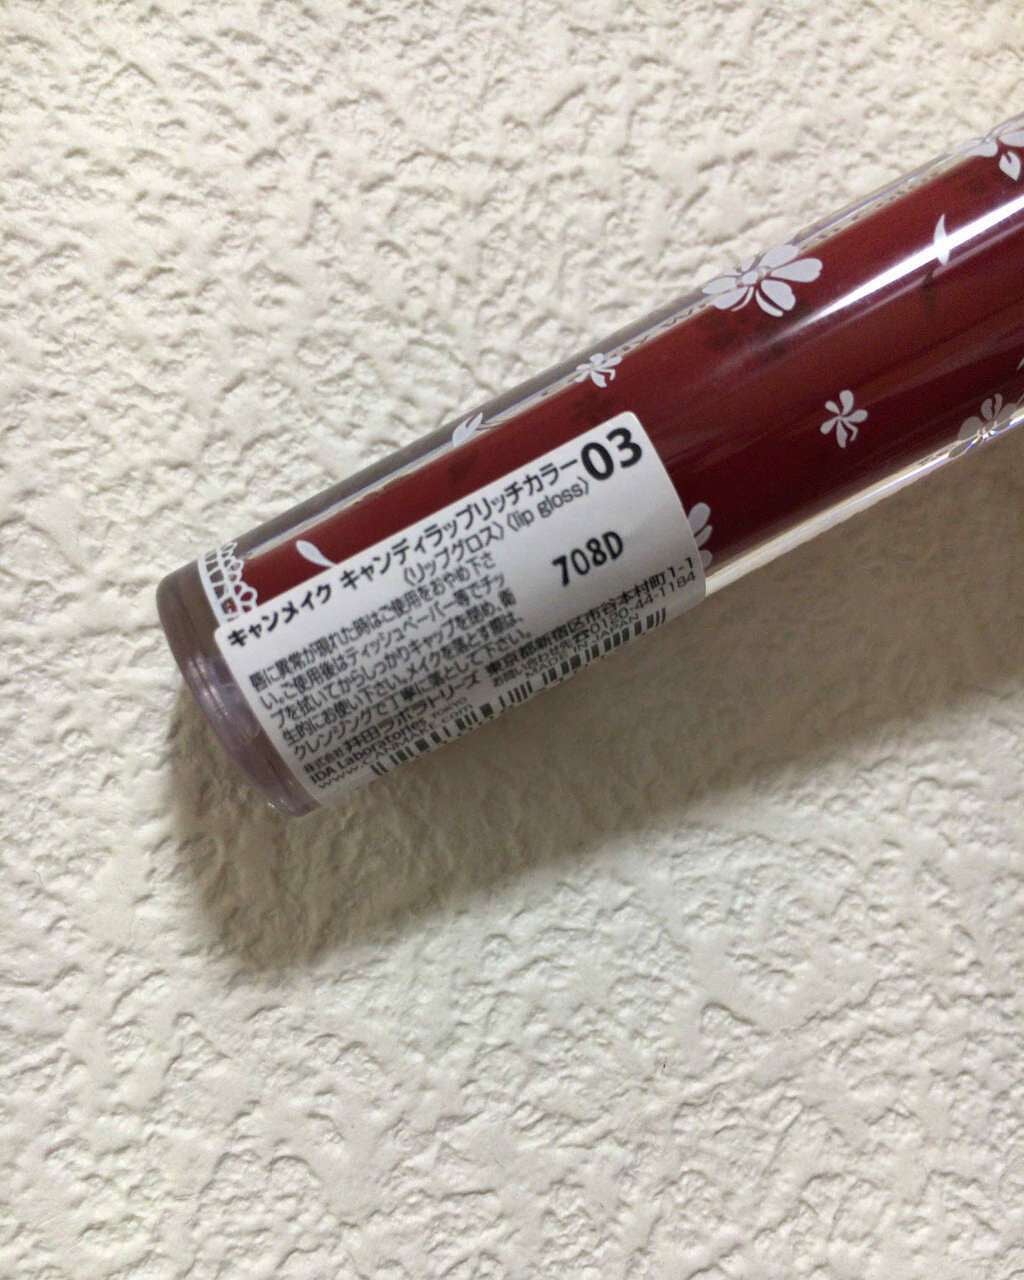 キャンメイク キャンディラップリッチカラー 03
〈リップグロス〉〈lip gloss〉
唇に異常が現れた時はご使用をおやめ下さ
い。ご使用後はティッシュペーパー等でチッ
プを拭いてからしっかりキャップを閉め、衛
生的にお使い下さい。メイクを落とす際は、
クレンジングで丁寧に落として下さい。
708D
株式会社 井田ラボラトリーズ 東京都新宿区市谷本村町1-1
IDA Laboratories 0120-44-1184